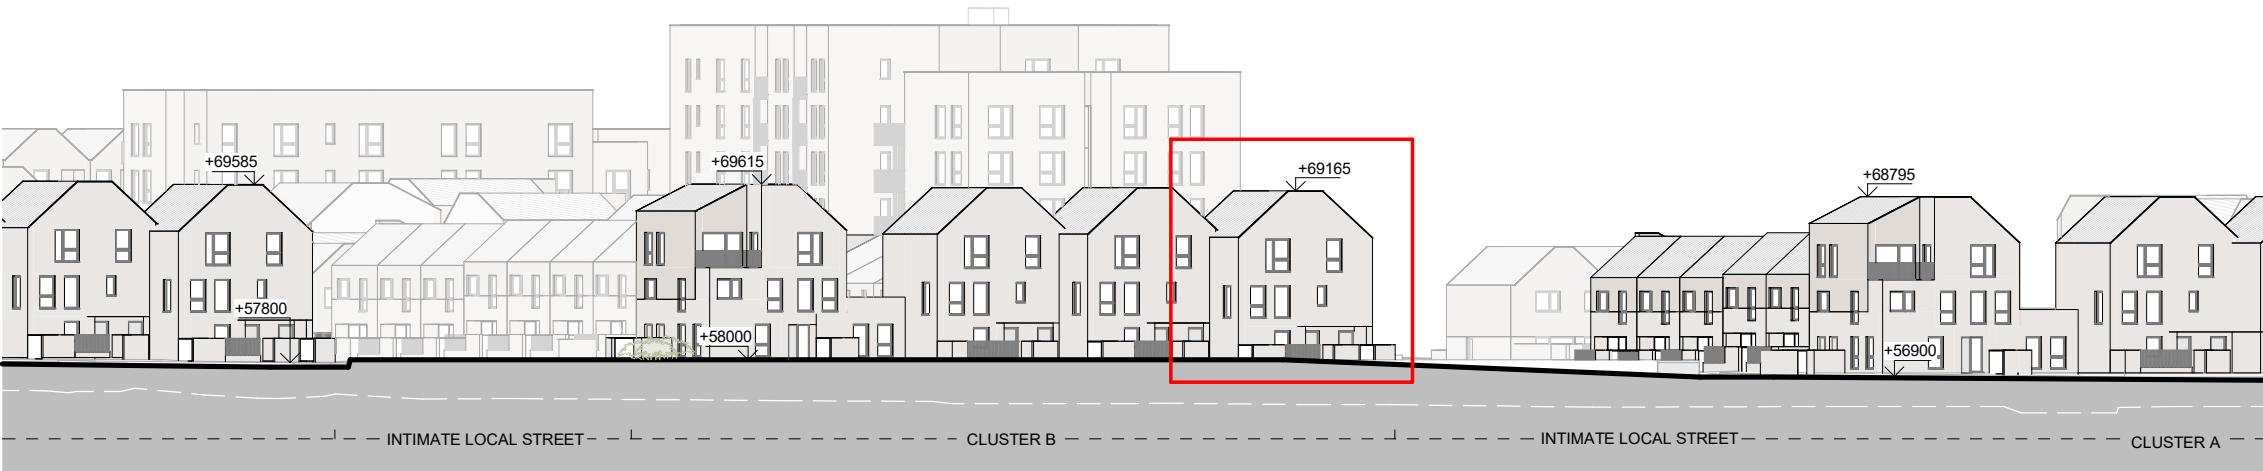 +69585
+69615
+69165
+68795
+57800
+58000
+56900
INTIMATE LOCAL STREET
CLUSTER B
INTIMATE LOCAL STREET
CLUSTER A